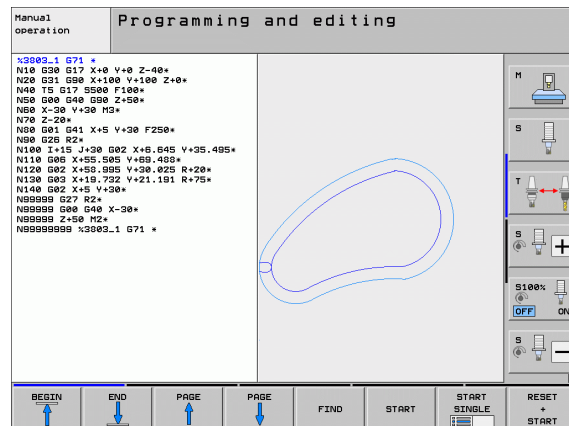 Manual
operation
Programming and editing
%3803_1 G71 *
N10 G30 G17 X+0 Y+0 Z-40*
N20 G31 G90 X+100 Y+100 Z+0*
N40 T5 G17 S500 F100*
N50 G00 G40 G90 Z+50*
N60 X-30 Y+30 M3*
N70 Z-20*
N80 G01 G41 X+5 Y+30 F250*
N90 G26 R2*
N100 I+15 J+30 G02 X+6.645 Y+35.495*
N110 G06 X+55.505 Y+69.488*
N120 G02 X+58.995 Y+30.025 R+20*
N130 G03 X+19.732 Y+21.191 R+75*
N140 G02 X+5 Y+30*
N99999 G27 R2*
N99999 G00 G40 X-30*
N99999 Z+50 M2*
N99999999 %3803_1 G71 *
M
S
T
S
+
S100%
OFF ON
S
-
BEGIN
END
PAGE
PAGE
FIND
START
START
SINGLE
RESET
+
START